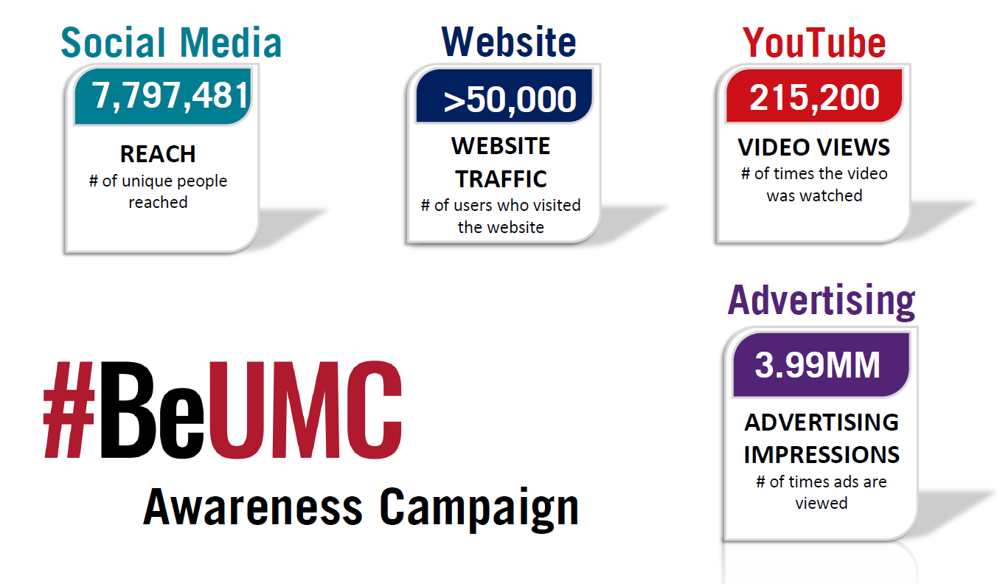 Social Media
7,797,481
REACH
# of unique people
reached
Website
>50,000
WEBSITE
TRAFFIC
# of users who visited
the website
YouTube
215,200
VIDEO VIEWS
# of times the video
was watched
Advertising
3.99MM
ADVERTISING
IMPRESSIONS
# of times ads are
viewed
#BeUMC
Awareness Campaign